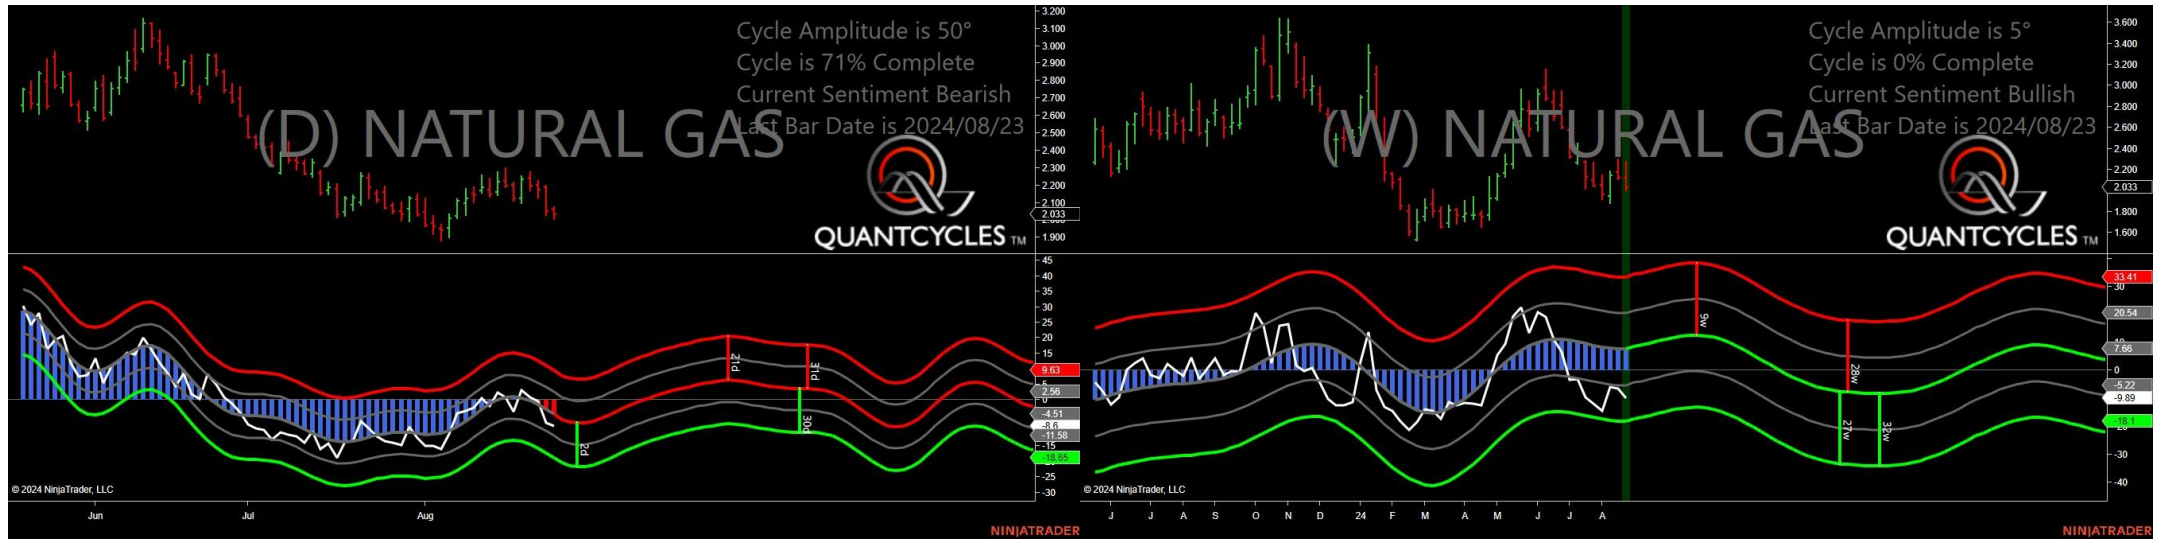 Cycle Amplitude is 50°
Cycle is 71% Complete
Current Sentiment Bearish
Last Bar Date is 2024/08/23
(D) NATURAL GAS
QUANTCYCLES TM
3.200
3.100
3.000
2.900
2.800
2.700
2.600
2.500
2.400
2.300
2.200
2.100
2.033
1.900
45
40
35
30
25
20
15
9.63
5
2.56
0
-4.51
-8.6
-11.58
-15
-18.65
-25
-30
21d
31d
30d
2d
© 2024 NinjaTrader, LLC
Jun
Jul
Aug
NINJATRADER
Cycle Amplitude is 5°
Cycle is 0% Complete
Current Sentiment Bullish
Last Bar Date is 2024/08/23
(W) NATURAL GAS
QUANTCYCLES TM
3.600
3.400
3.200
3.000
2.800
2.600
2.400
2.200
2.033
1.800
1.600
33.41
30
20.54
7.66
0
-5.22
-9.89
-18.1
-30
-40
9w
28w
27w
32w
© 2024 NinjaTrader, LLC
J
J
A
S
O
N
D
24
F
M
A
M
J
J
A
NINJATRADER